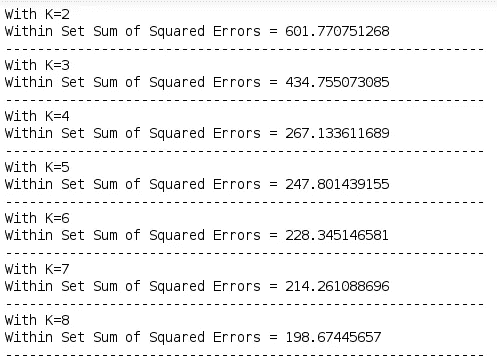 With K=2
Within Set Sum of Squared Errors = 601.770751268
------------------------------------------------------------
With K=3
Within Set Sum of Squared Errors = 434.755073085
------------------------------------------------------------
With K=4
Within Set Sum of Squared Errors = 267.133611689
------------------------------------------------------------
With K=5
Within Set Sum of Squared Errors = 247.801439155
------------------------------------------------------------
With K=6
Within Set Sum of Squared Errors = 228.345146581
------------------------------------------------------------
With K=7
Within Set Sum of Squared Errors = 214.261088696
------------------------------------------------------------
With K=8
Within Set Sum of Squared Errors = 198.67445657
------------------------------------------------------------